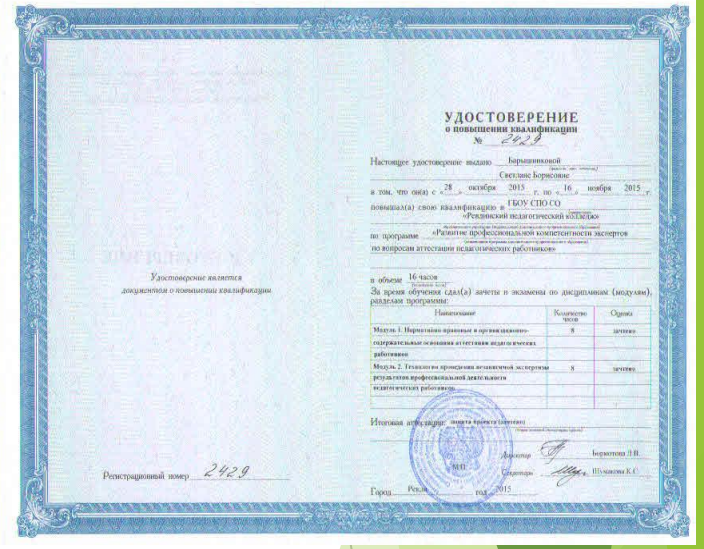 Удостоверение является
документом о повышении квалификации
Регистрационный номер 2429
УДОСТОВЕРЕНИЕ
о повышении квалификации
№ 2429
Настоящее удостоверение выдано Барышниковой
Светлане Борисовне
в том, что он(а) с «28» октября 2015 г. по «16» ноября 2015 г.
повышал(а) свою квалификацию в ГБОУ СПО СО
«Ревдинский педагогический колледж»
по программе «Развитие профессиональной компетентности экспертов
по вопросам аттестации педагогических работников»
в объеме 16 часов
За время обучения сдал(а) зачеты и экзамены по дисциплинам (модулям),
разделам программы:
Наименование Количество часов Оценка
Модуль 1. Нормативно правовые и организационно- 8 зачтено
содержательные основания аттестации педагогических
работников
Модуль 2. Технологии проведения независимой экспертизы 8 зачтено
результатов профессиональной деятельности
педагогических работников
Итоговая аттестация: защита проекта (зачтено)
Директор Бормотова Л.В.
М.П.
Секретарь К.С.
Город Ревда год 2015